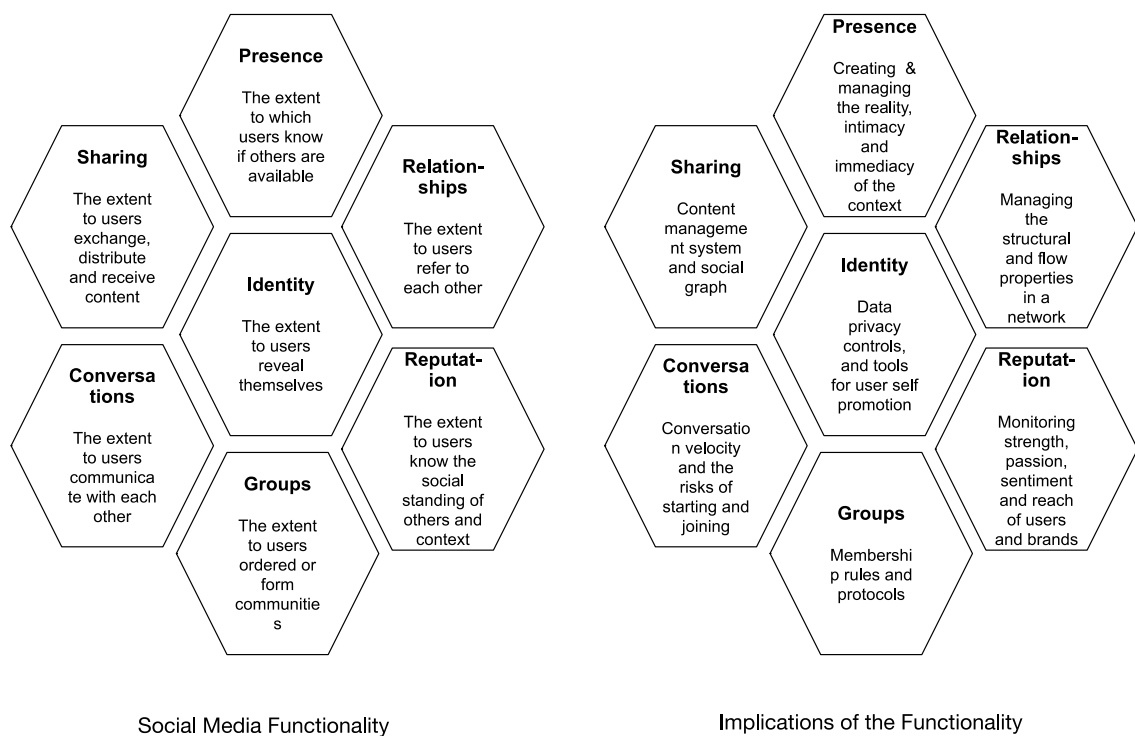 Presence
The extent
to which
users know
if others are
available
Sharing
The extent
to users
exchange,
distribute
and receive
content
Relation-
ships
The extent
to users
refer to
each other
Identity
The extent
to users
reveal
themselves
Conversa
tions
The extent
to users
communica
te with each
other
Reputat-
ion
The extent
to users
know the
social
standing of
others and
context
Groups
The extent
to users
ordered or
form
communitie
s
Social Media Functionality
Presence
Creating &
managing
the reality,
intimacy
and
immediacy
of the
context
Sharing
Content
manageme
nt system
and social
graph
Relation-
ships
Managing
the
structural
and flow
properties
in a
network
Identity
Data
privacy
controls,
and tools
for user self
promotion
Conversa
tions
Conversatio
n velocity
and the
risks of
starting and
joining
Reputat-
ion
Monitoring
strength,
passion,
sentiment
and reach
of users
and brands
Groups
Membershi
p rules and
protocols
Implications of the Functionality